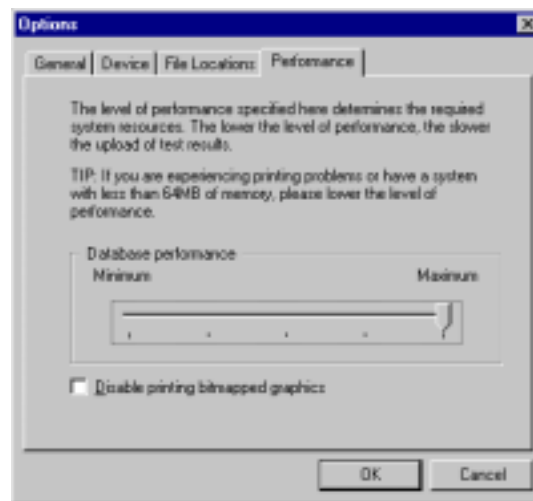 Options
General Device File Locations Performance
The level of performance specified here determines the required
system resources. The lower the level of performance, the slower
the upload of test results.
TIP: If you are experiencing printing problems or have a system
with less than 64MB of memory, please lower the level of
performance.
Database performance
Minimum Maximum
Disable printing bitmapped graphics
OK Cancel